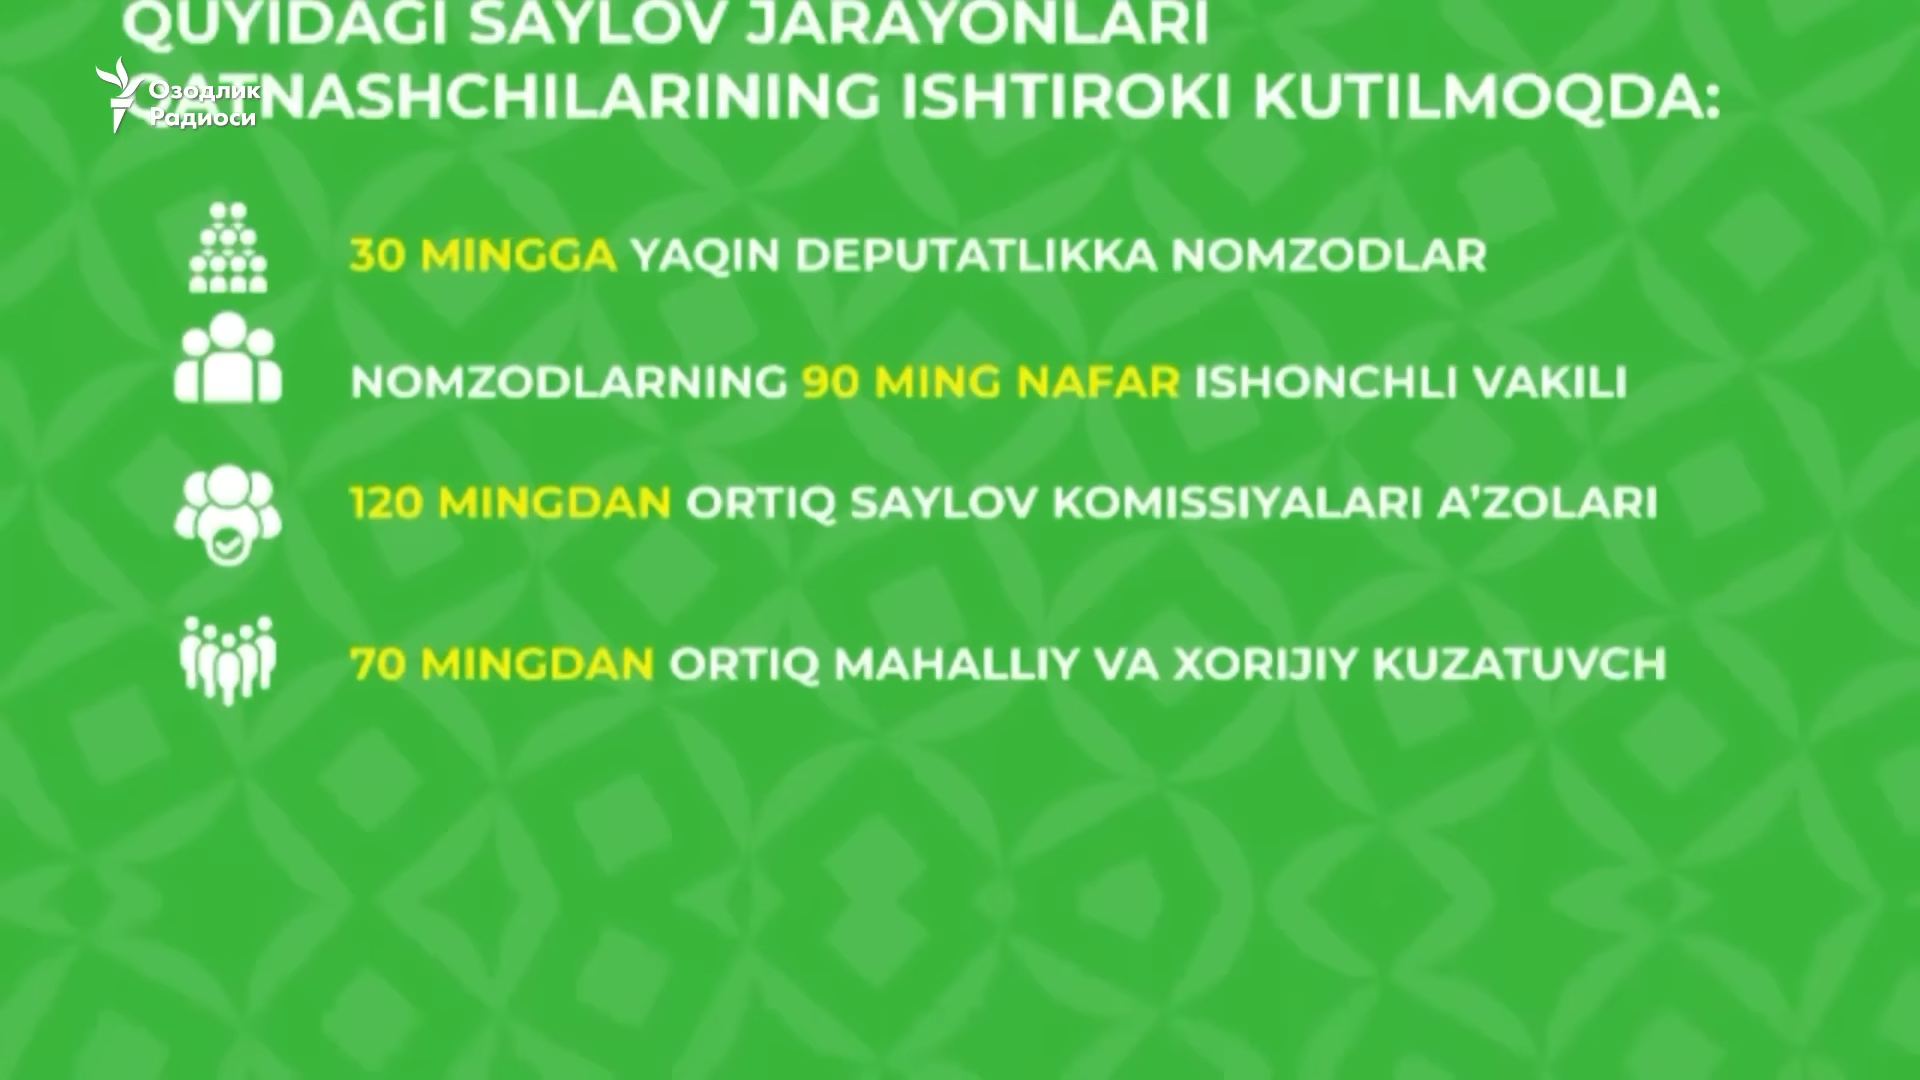 QUYIDAGI SAYLOV JARAYONLARI
QATNASHCHILARINING ISHTIROKI KUTILMOQDA:
Озодлик
Радиоси
30 MINGGA YAQIN DEPUTATLIKKA NOMZODLAR
NOMZODLARNING 90 MING NAFAR ISHONCHLI VAKILI
120 MINGDAN ORTIQ SAYLOV KOMISSIYALARI A’ZOLARI
70 MINGDAN ORTIQ MAHALLIY VA XORIJIY KUZATUVCH